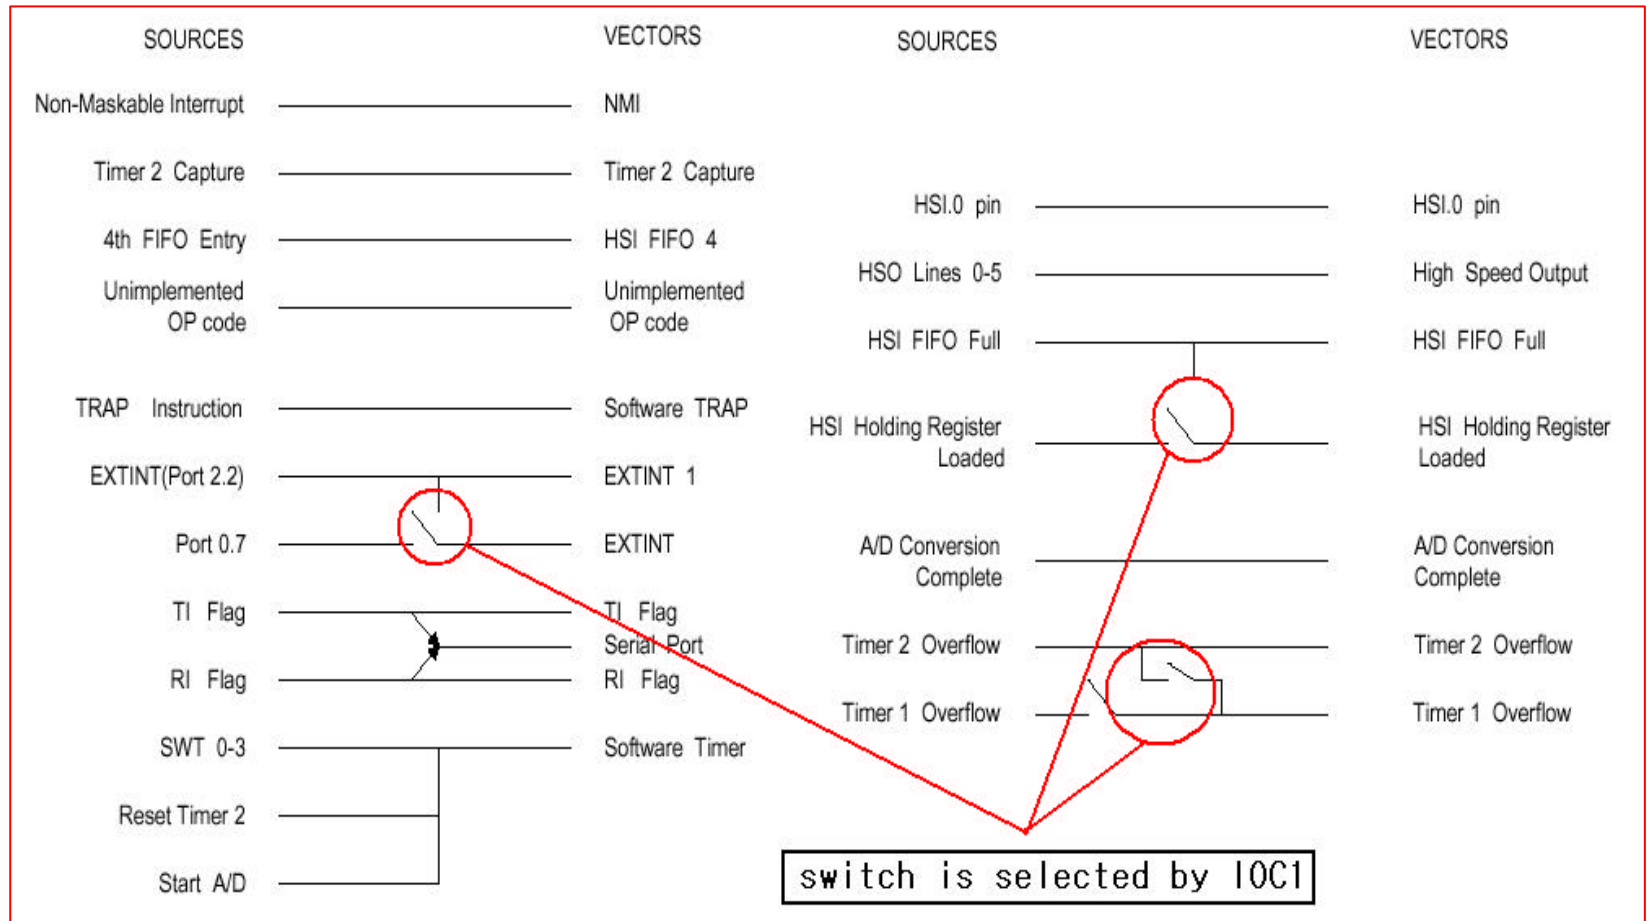 SOURCES VECTORS
Non-Maskable Interrupt NMI
Timer 2 Capture Timer 2 Capture
4th FIFO Entry HSI FIFO 4
Unimplemented Unimplemented
OP code OP code
TRAP Instruction Software TRAP
EXTINT(Port 2.2) EXTINT 1
Port 0.7 EXTINT
TI Flag TI Flag
Serial Port
RI Flag RI Flag
SWT 0-3 Software Timer
Reset Timer 2
Start A/D
SOURCES VECTORS
HSI.0 pin HSI.0 pin
HSO Lines 0-5 High Speed Output
HSI FIFO Full HSI FIFO Full
HSI Holding Register HSI Holding Register
Loaded Loaded
A/D Conversion A/D Conversion
Complete Complete
Timer 2 Overflow Timer 2 Overflow
Timer 1 Overflow Timer 1 Overflow
switch is selected by IOC1